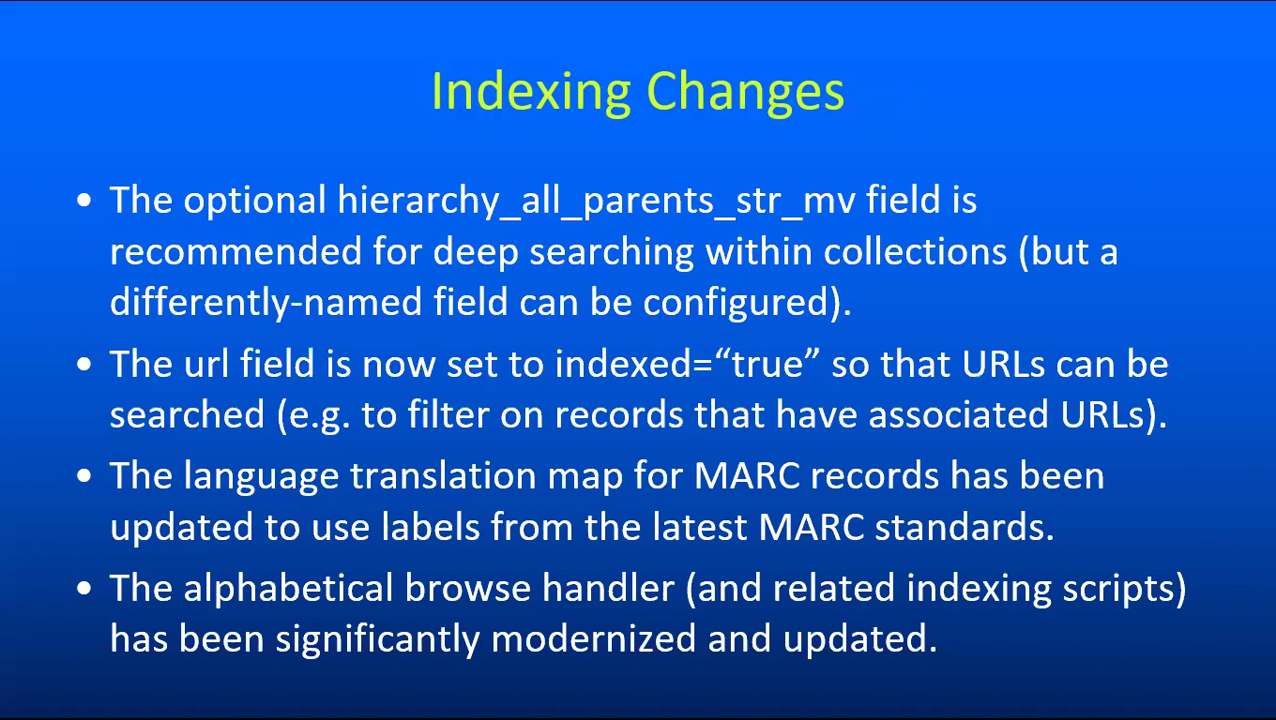 Indexing Changes
• The optional hierarchy_all_parents_str_mv field is
recommended for deep searching within collections (but a
differently-named field can be configured).
• The url field is now set to indexed=“true” so that URLs can be
searched (e.g. to filter on records that have associated URLs).
• The language translation map for MARC records has been
updated to use labels from the latest MARC standards.
• The alphabetical browse handler (and related indexing scripts)
has been significantly modernized and updated.